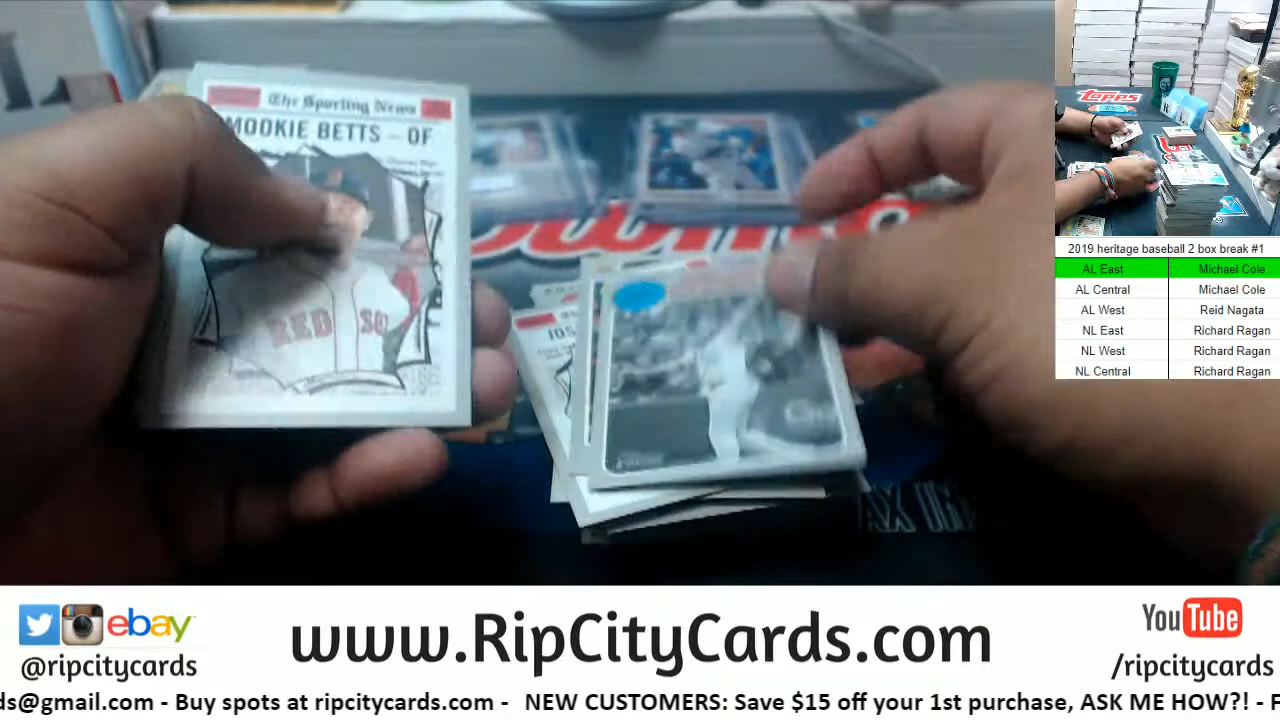 The Sporting News
MOOKIE BETTS - OF
RED SO
JOS
topps
2019 heritage baseball 2 box break #1
AL East Michael Cole
AL Central Michael Cole
AL West Reid Nagata
NL East Richard Ragan
NL West Richard Ragan
NL Central Richard Ragan
ebay
@ripcitycards
www.RipCityCards.com
YouTube
/ripcitycards
ds@gmail.com - Buy spots at ripcitycards.com - NEW CUSTOMERS: Save $15 off your 1st purchase, ASK ME HOW?! - F